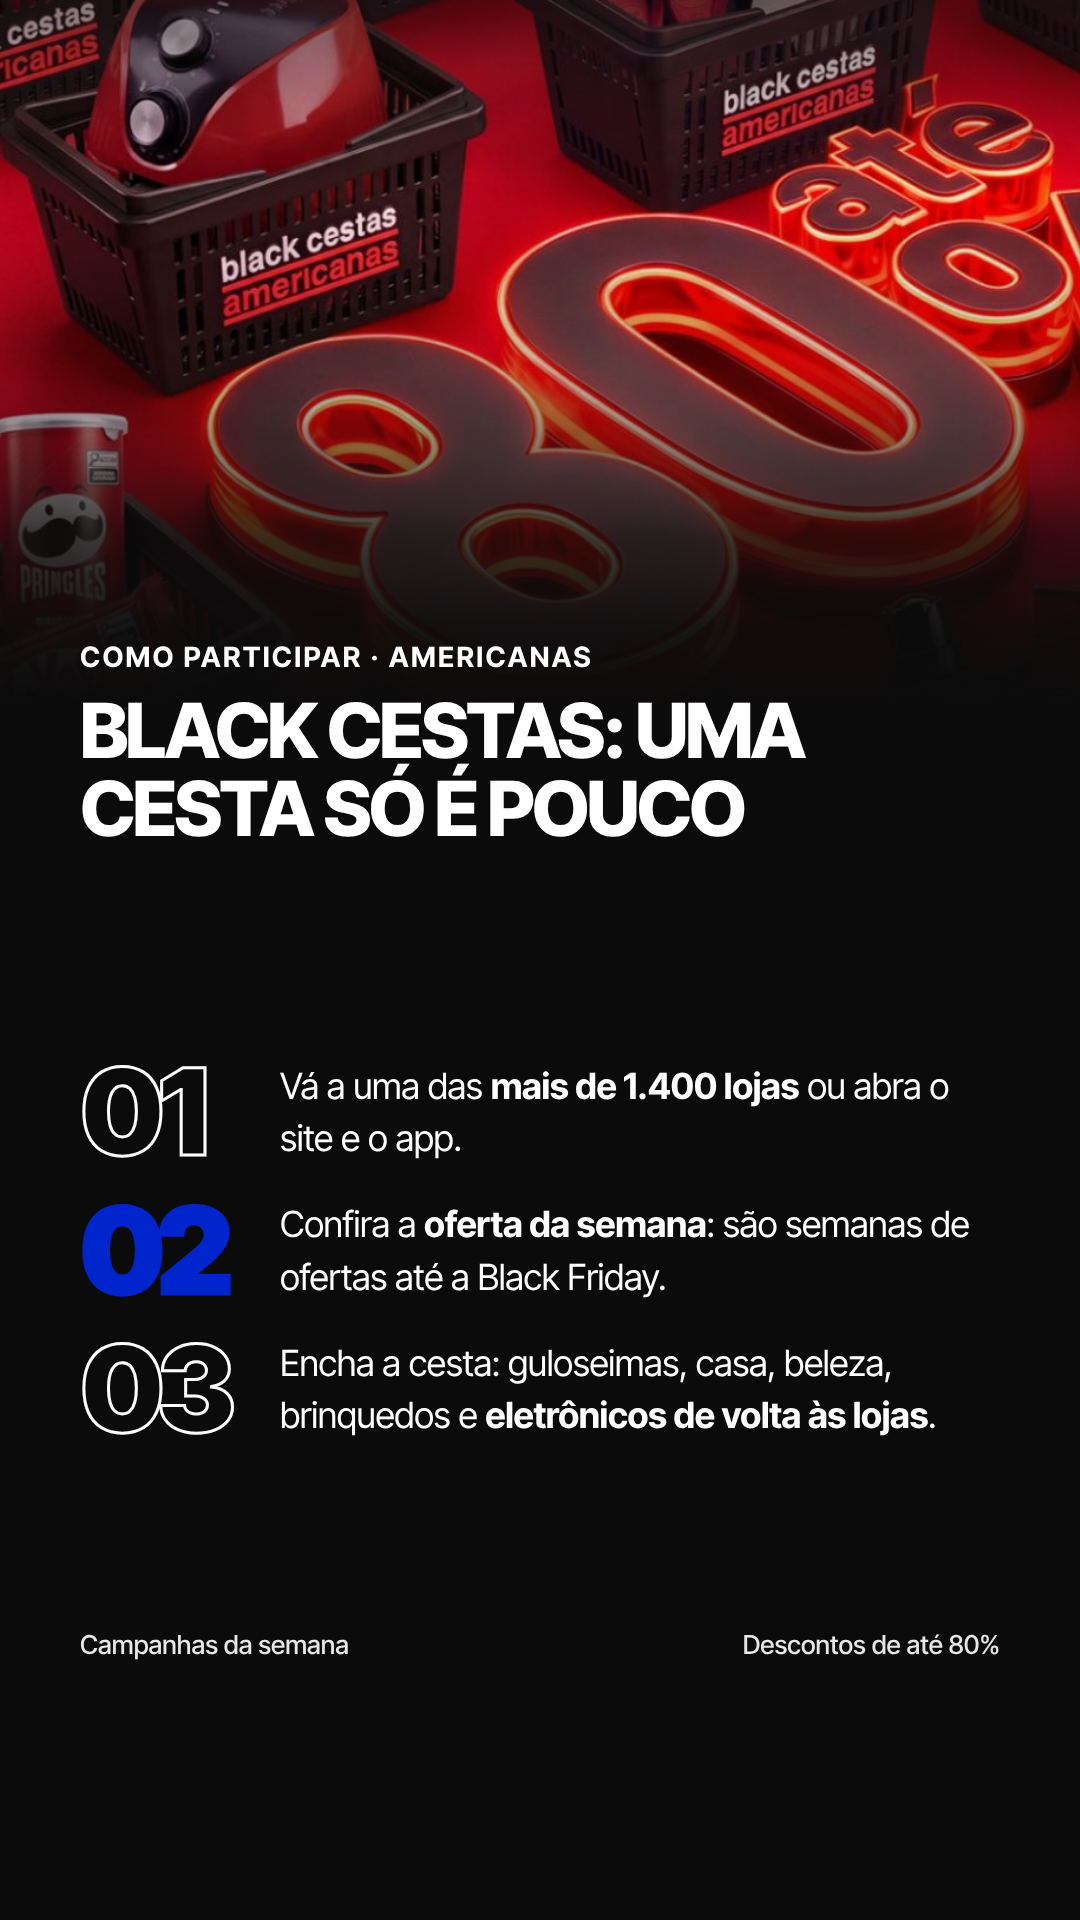 cestas
ricanas
black cestas
americanas
black cestas
americanas
até
80
PRINGLES
COMO PARTICIPAR · AMERICANAS
BLACK CESTAS: UMA
CESTA SÓ É POUCO
01
Vá a uma das mais de 1.400 lojas ou abra o
site e o app.
02
Confira a oferta da semana: são semanas de
ofertas até a Black Friday.
03
Encha a cesta: guloseimas, casa, beleza,
brinquedos e eletrônicos de volta às lojas.
Campanhas da semana
Descontos de até 80%